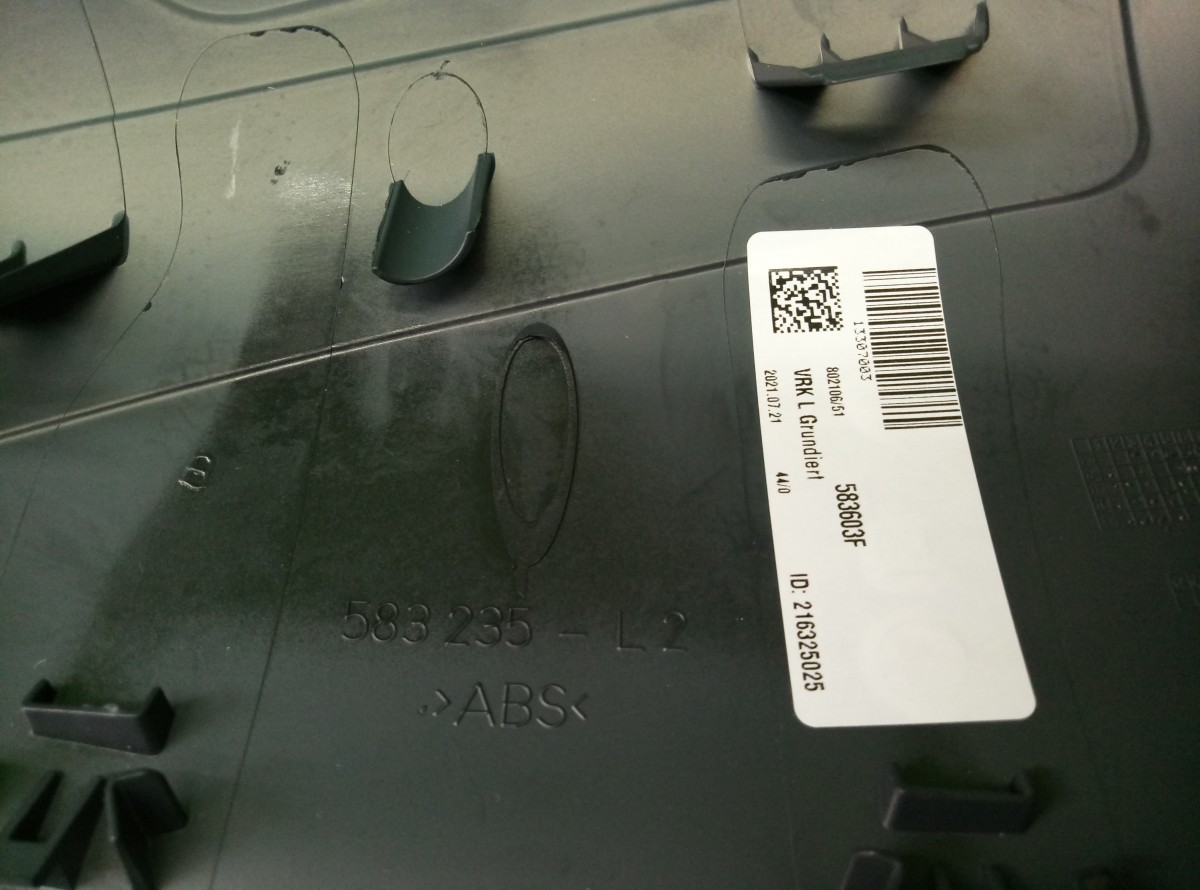 13307003
802106/51
583603F
VRK L Grundiert
2021.07.21
44/0
ID: 216325025
583 235 - L 2
>ABS<